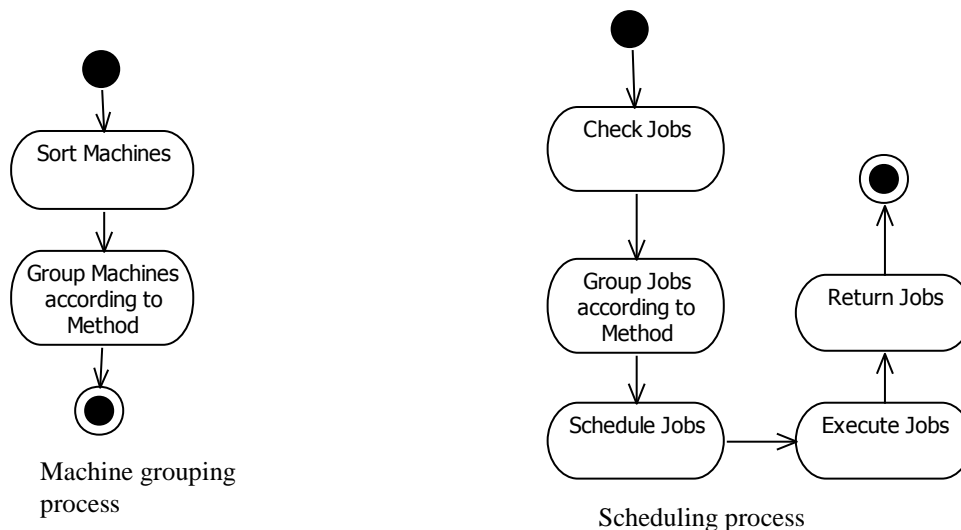 Sort Machines
Group Machines
according to
Method
Machine grouping
process
Check Jobs
Group Jobs
according to
Method
Schedule Jobs
Execute Jobs
Return Jobs
Scheduling process